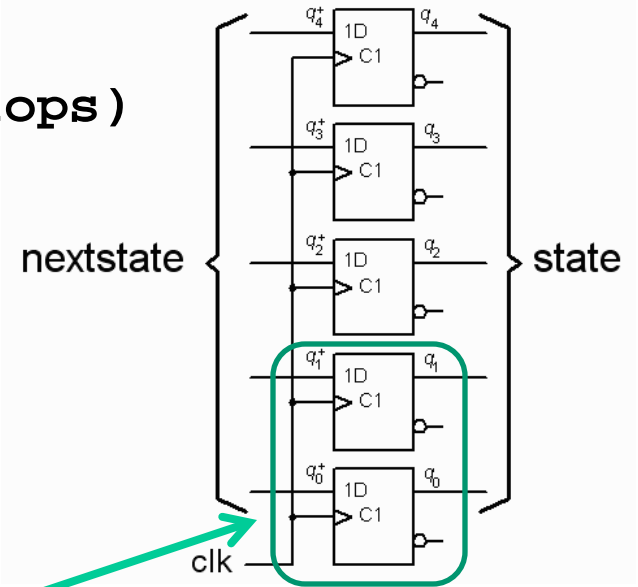 q₄⁺ q₄
1D
C1
ops)
q₃⁺ q₃
1D
C1
q₂⁺ q₂
nextstate 1D state
C1
q₁⁺ q₁
1D
C1
q₀⁺ q₀
1D
C1
clk